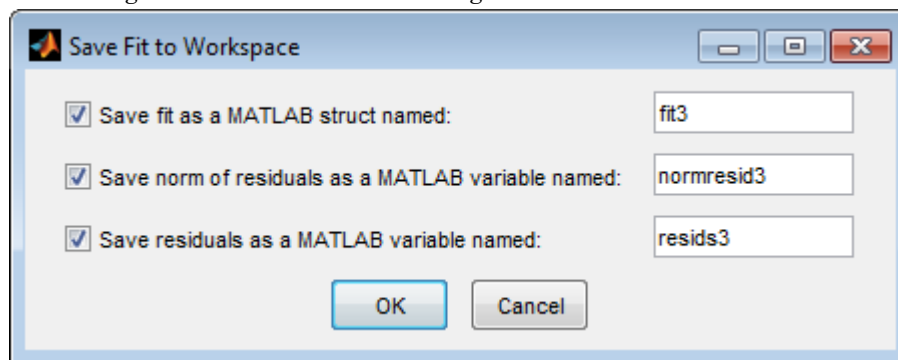 Save Fit to Workspace
Save fit as a MATLAB struct named: fit3
Save norm of residuals as a MATLAB variable named: normresid3
Save residuals as a MATLAB variable named: resids3
OK Cancel